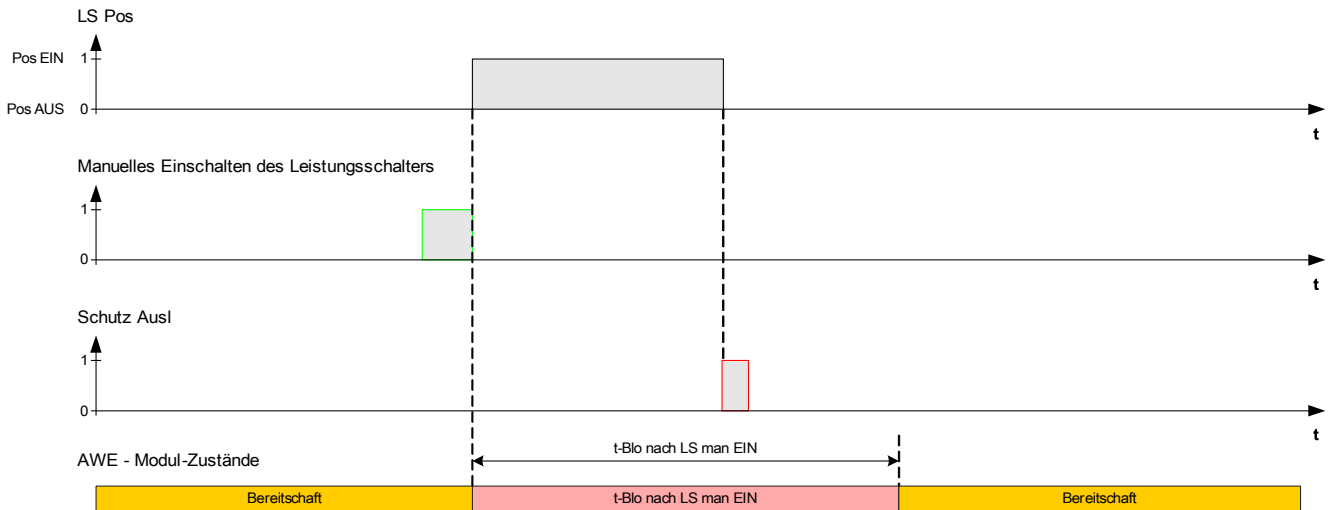 LS Pos
Pos EIN 1
Pos AUS 0
t
Manuelles Einschalten des Leistungsschalters
1
0
t
Schutz Ausl
1
0
t
AWE - Modul-Zustände
t-Blo nach LS man EIN
Bereitschaft t-Blo nach LS man EIN Bereitschaft